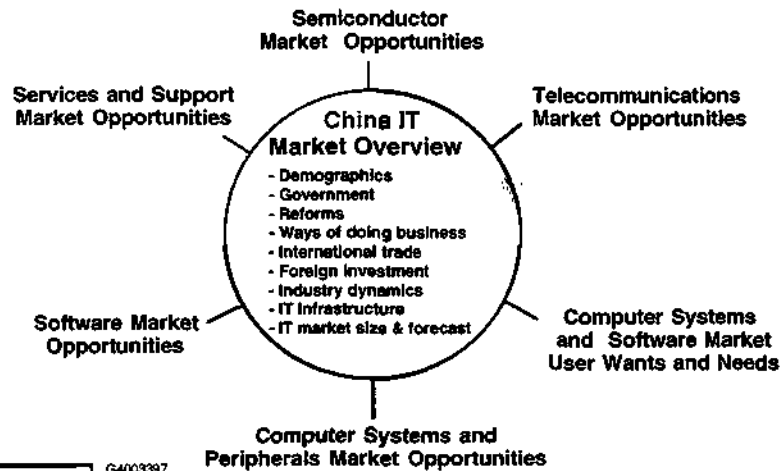 Semiconductor
Market Opportunities
Services and Support
Market Opportunities
Telecommunications
Market Opportunities
China IT
Market Overview
- Demographics
- Government
- Reforms
- Ways of doing business
- International trade
- Foreign investment
- Industry dynamics
- IT Infrastructure
- IT market size & forecast
Software Market
Opportunities
Computer Systems
and Software Market
User Wants and Needs
Computer Systems and
Peripherals Market Opportunities
G4003397